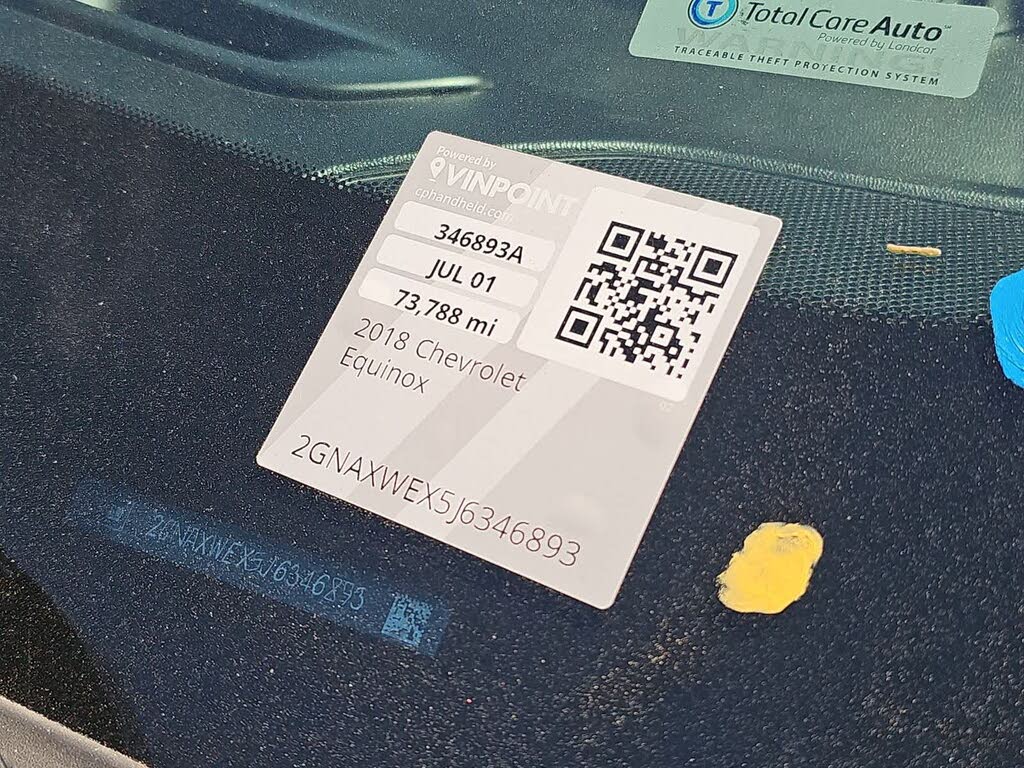 T Total Care Auto
Powered by Landcar
WARNING!
TRACEABLE THEFT PROTECTION SYSTEM
Powered by
VINPOINT
cphandheld.com
346893A
JUL 01
73,788 mi
2018 Chevrolet
Equinox
2GNAXWEX5J6346893
2GNAXWEX5J6346893